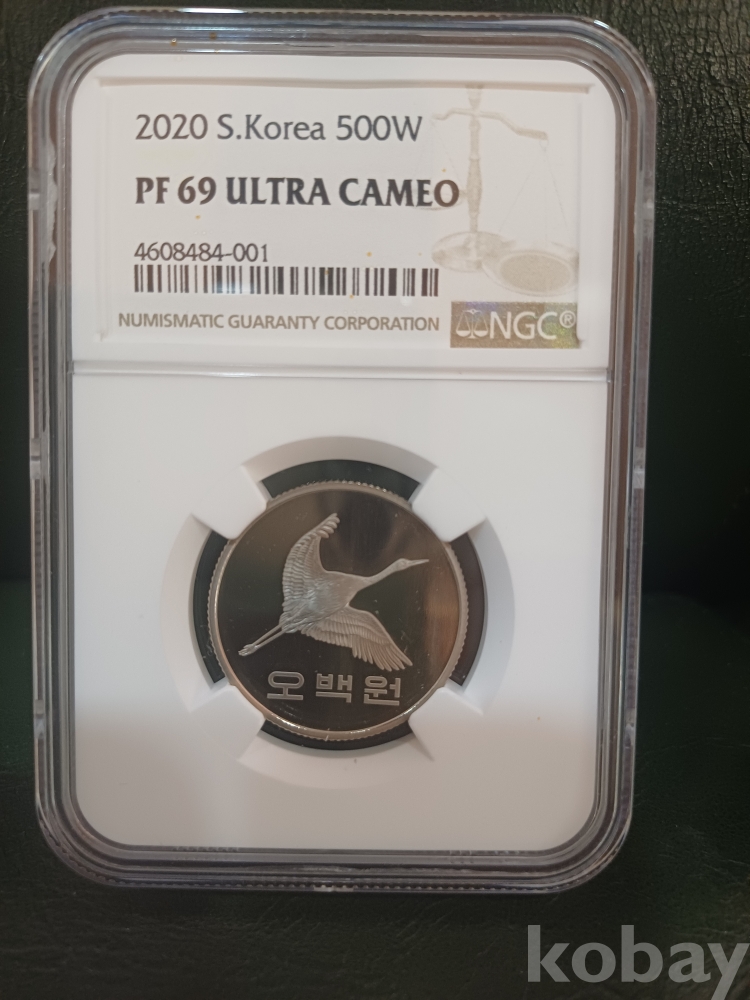 2020 S.Korea 500W
PF 69 ULTRA CAMEO
4608484-001
NUMISMATIC GUARANTY CORPORATION
NGC®
오백원
kobay